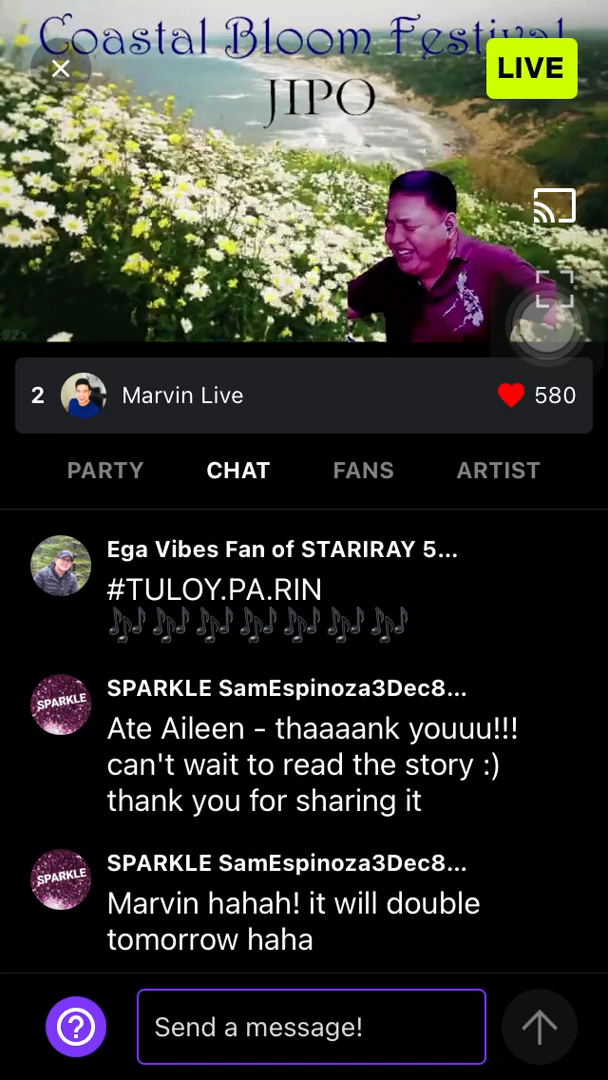 Coastal Bloom Festival
JIPO
LIVE
2 Marvin Live 580
PARTY CHAT FANS ARTIST
Ega Vibes Fan of STARIRAY 5...
#TULOY.PA.RIN
🎶🎶🎶🎶🎶🎶🎶
SPARKLE
SPARKLE SamEspinoza3Dec8...
Ate Aileen - thaaaank youuu!!!
can't wait to read the story :)
thank you for sharing it
SPARKLE
SPARKLE SamEspinoza3Dec8...
Marvin hahah! it will double
tomorrow haha
Send a message!